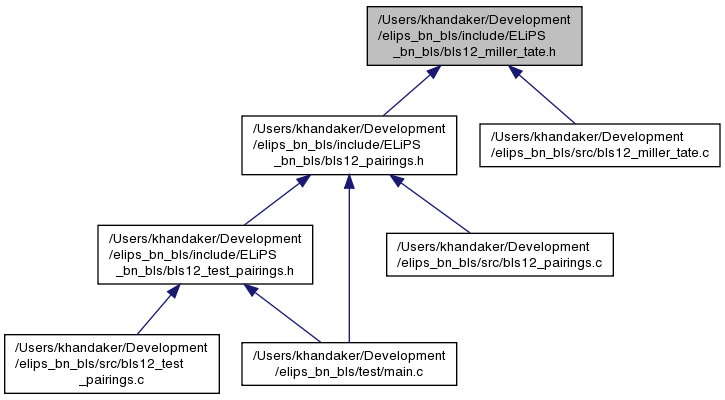 /Users/khandaker/Development
/elips_bn_bls/include/ELiPS
_bn_bls/bls12_miller_tate.h
/Users/khandaker/Development
/elips_bn_bls/include/ELiPS
_bn_bls/bls12_pairings.h
/Users/khandaker/Development
/elips_bn_bls/src/bls12_miller_tate.c
/Users/khandaker/Development
/elips_bn_bls/include/ELiPS
_bn_bls/bls12_test_pairings.h
/Users/khandaker/Development
/elips_bn_bls/src/bls12_pairings.c
/Users/khandaker/Development
/elips_bn_bls/src/bls12_test
_pairings.c
/Users/khandaker/Development
/elips_bn_bls/test/main.c